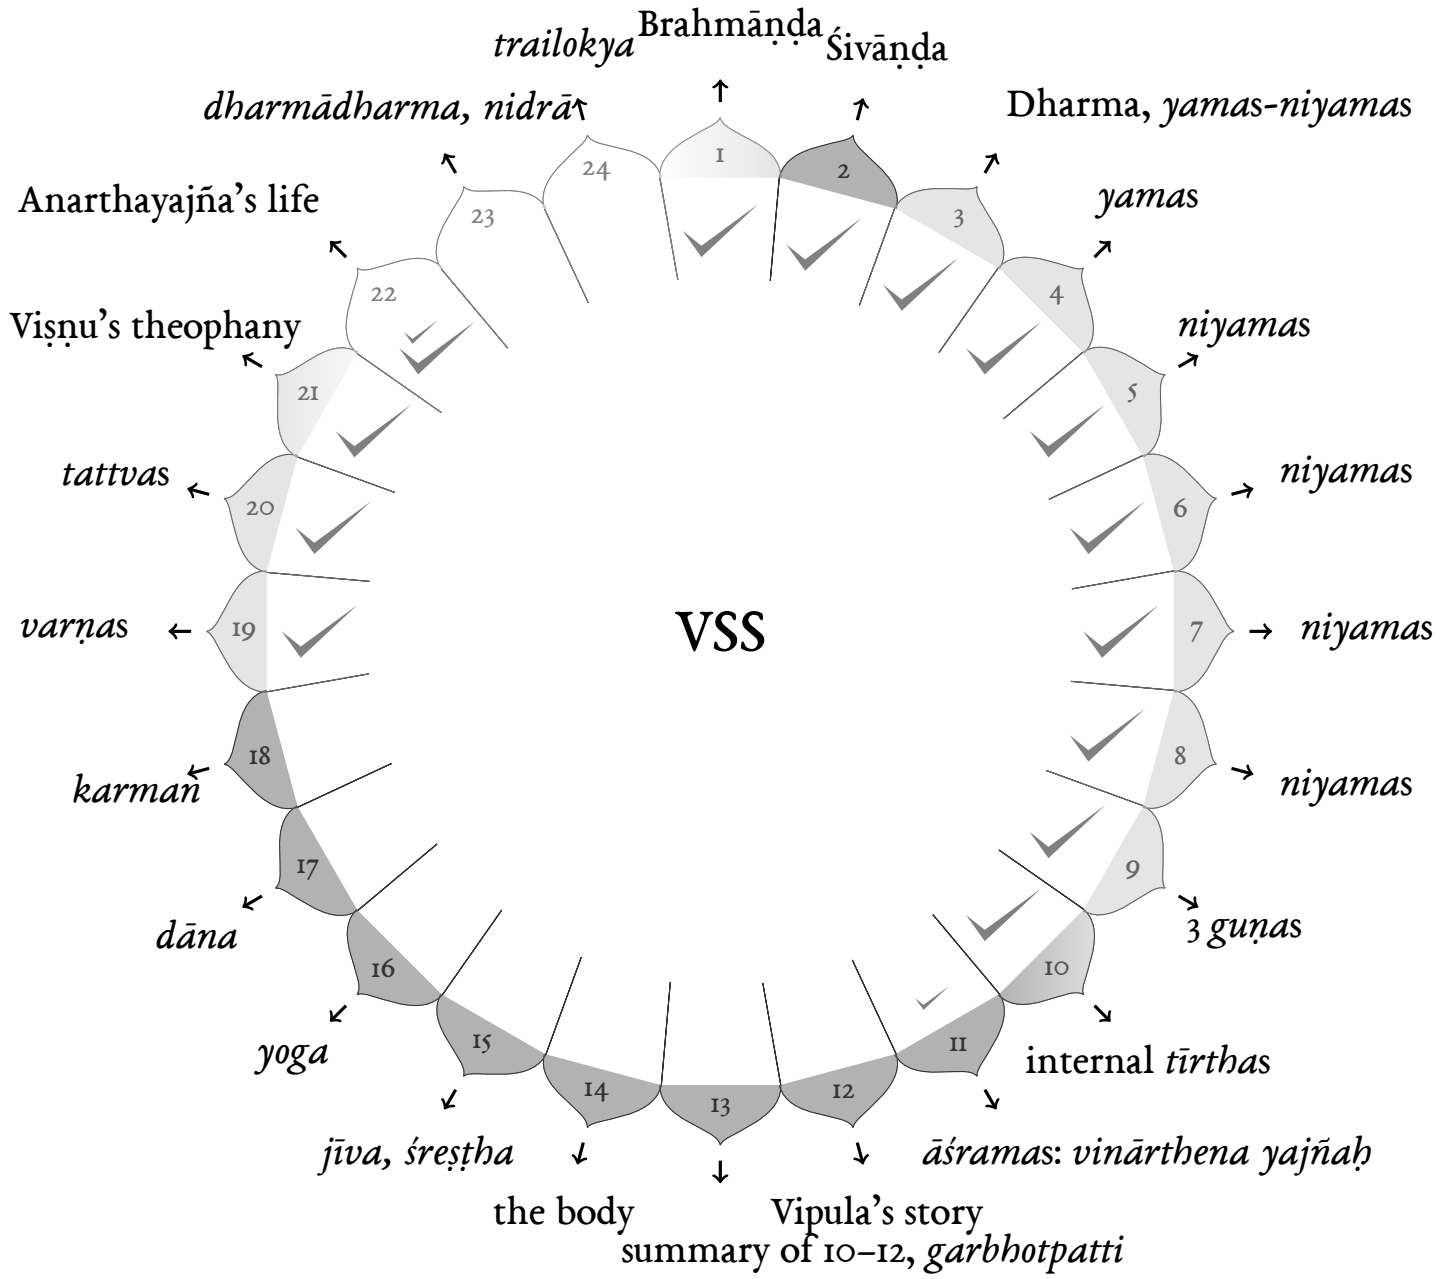 Brahmāṇḍa
Śivāṇḍa
trailokya
dharmādharma, nidrā
Dharma, yamas-niyamas
Anarthayajña’s life
yamas
Viṣṇu’s theophany
niyamas
tattvas
niyamas
varṇas
niyamas
karman
niyamas
dāna
3 guṇas
yoga
internal tīrthas
jīva, śreṣṭha
āśramas: vinārthena yajñaḥ
the body
Vipula’s story
summary of 10–12, garbhotpatti
VSS
1
2
3
4
5
6
7
8
9
10
11
12
13
14
15
16
17
18
19
20
21
22
23
24